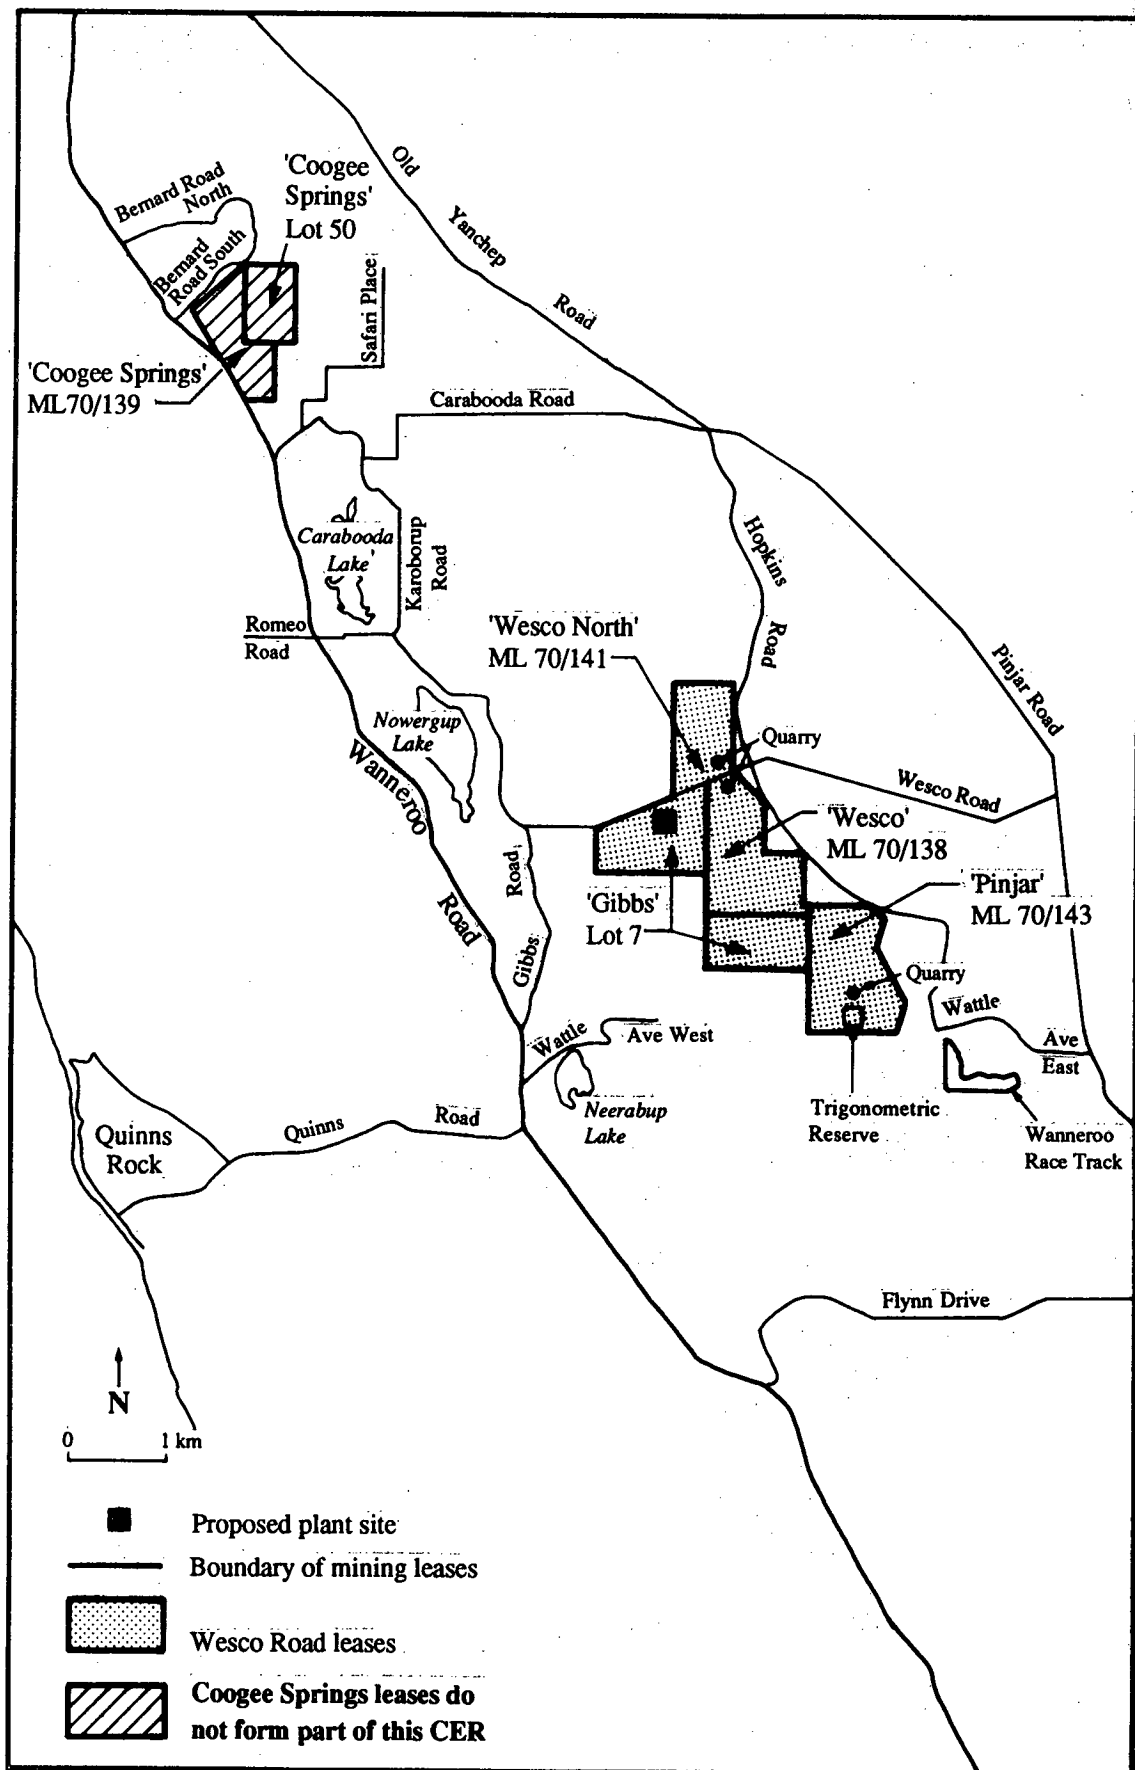 Old
Yanchep
Road
Bernard Road
North
'Coogee
Springs'
Lot 50
Bernard
Road South
Safari Place
'Coogee Springs'
ML70/139
Carabooda Road
Carabooda
Lake
Karoborup
Road
Hopkins
Road
Romeo
Road
'Wesco North'
ML 70/141
Pinjar Road
Nowergup
Lake
Quarry
Wanneroo
Road
Wesco Road
'Wesco'
ML 70/138
Gibbs
Road
'Gibbs'
Lot 7
'Pinjar'
ML 70/143
Quarry
Wattle
Ave
East
Wattle
Ave West
Neerabup
Lake
Trigonometric
Reserve
Wanneroo
Race Track
Quinns
Rock
Quinns
Road
Flynn Drive
N
0 1 km
Proposed plant site
Boundary of mining leases
Wesco Road leases
Coogee Springs leases do
not form part of this CER